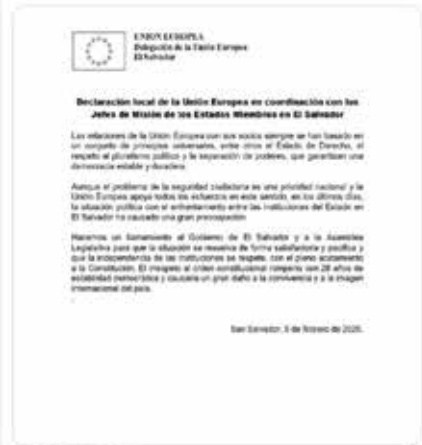 UNION EUROPEA
Delegación de la Unión Europea
El Salvador
Declaración local de la Unión Europea en coordinación con los
Jefes de Misión de los Estados Miembros en El Salvador
Las relaciones de la Unión Europea con sus socios siempre se han basado en
un conjunto de principios universales, entre otros el Estado de Derecho, el
respeto al pluralismo político y la separación de poderes, que garantizan una
democracia estable y duradera.
Aunque el problema de la seguridad ciudadana es una prioridad nacional y la
Unión Europea apoya todos los esfuerzos en este sentido, en los últimos días,
la situación política con el enfrentamiento entre las instituciones del Estado en
El Salvador ha causado una gran preocupación.
Hacemos un llamamiento al Gobierno de El Salvador y a la Asamblea
Legislativa para que la situación se resuelva de forma satisfactoria y pacífica y
que la independencia de las instituciones se respete, con el pleno acatamiento
a la Constitución. El irrespeto al orden constitucional rompería con 28 años de
estabilidad democrática y causaría un gran daño a la convivencia y a la imagen
internacional del país.
San Salvador, de febrero de 2020.